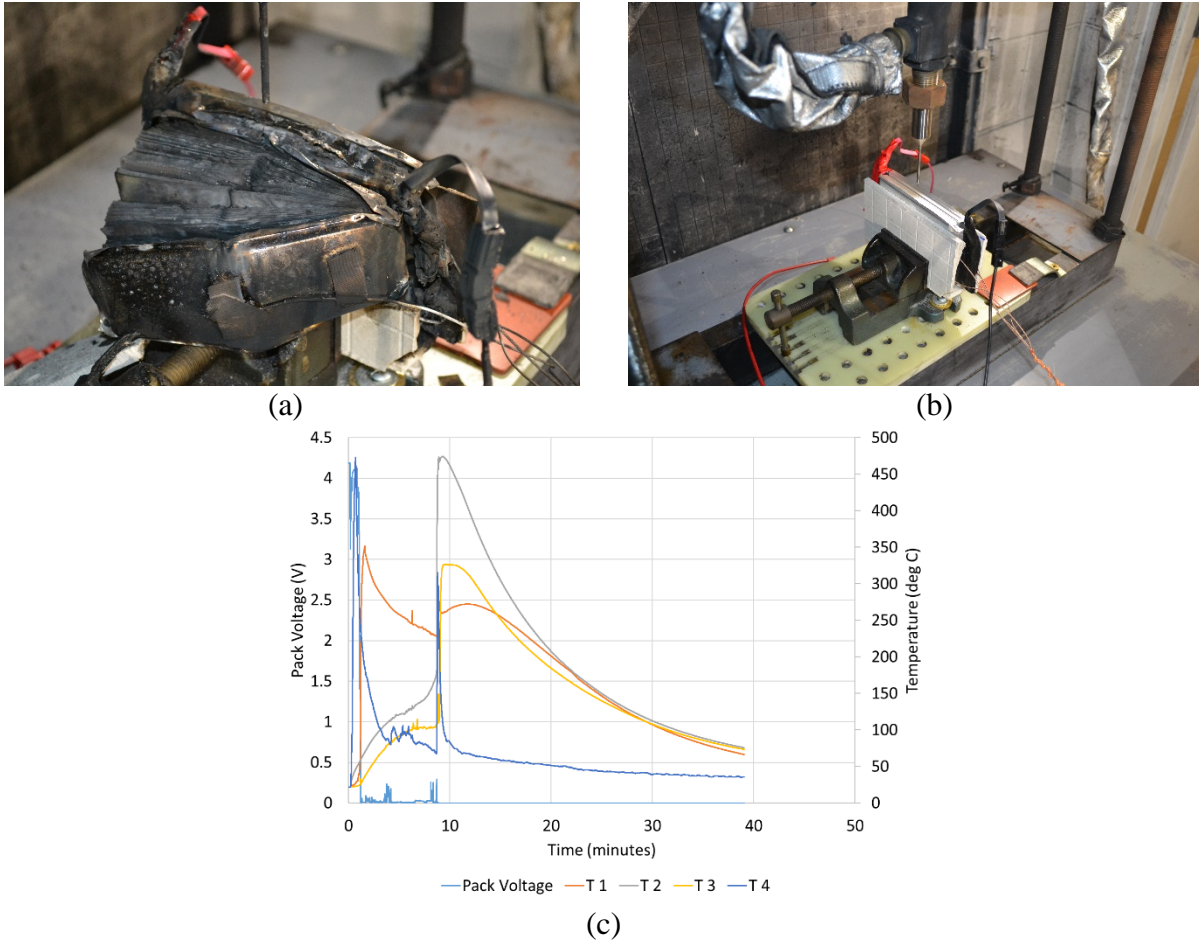 (a)
(b)
4.5
4
3.5
3
2.5
2
1.5
1
0.5
0
Pack Voltage (V)
500
450
400
350
300
250
200
150
100
50
0
Temperature (deg C)
0 10 20 30 40 50
Time (minutes)
Pack Voltage T 1 T 2 T 3 T 4
(c)